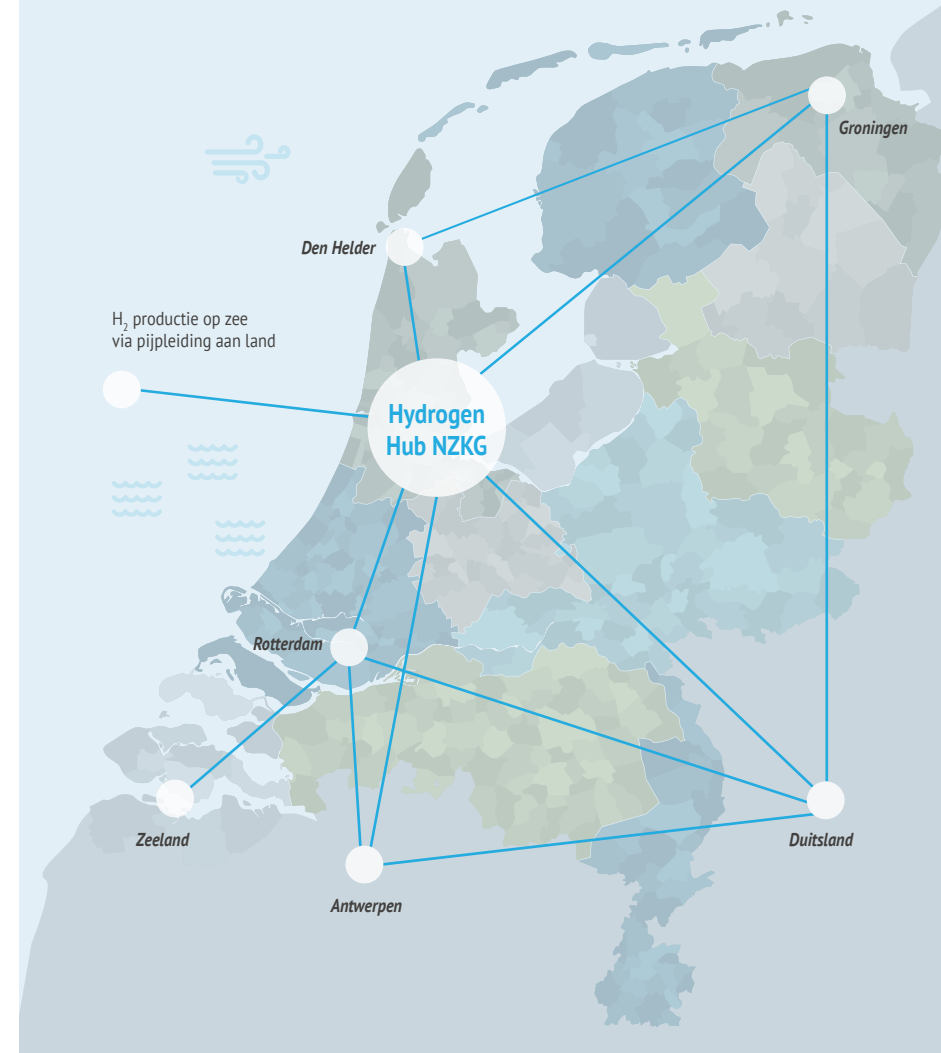 Groningen
Den Helder
H₂ productie op zee
via pijpleiding aan land
Hydrogen
Hub NZKG
Rotterdam
Zeeland
Duitsland
Antwerpen